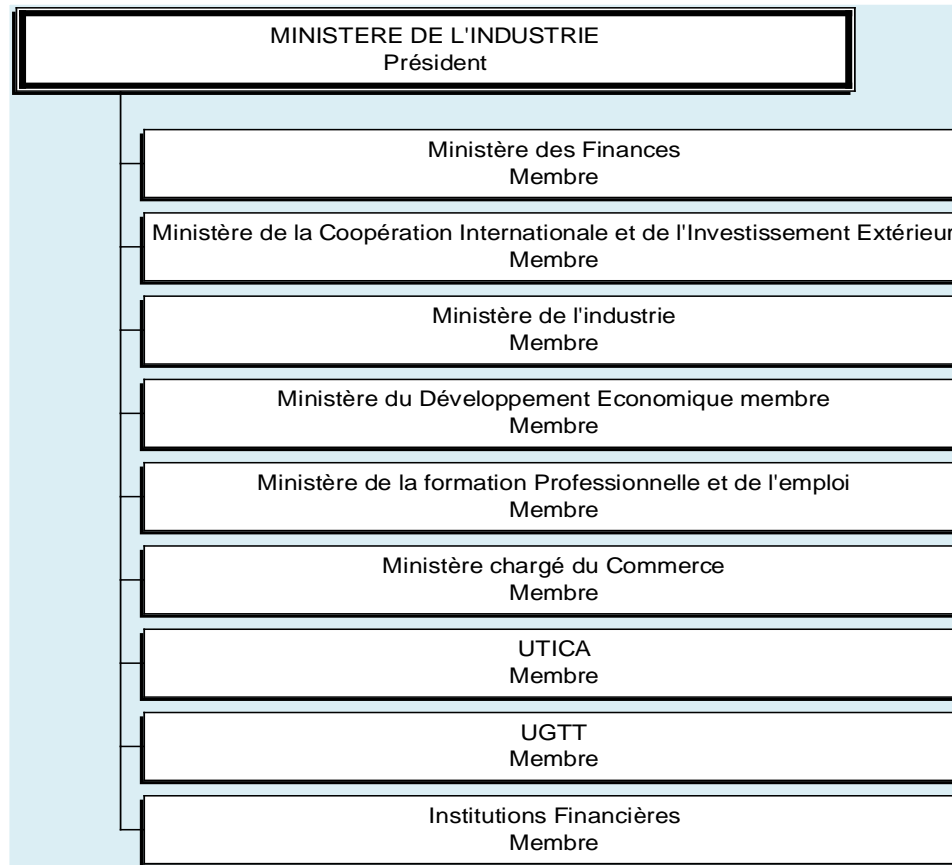 MINISTERE DE L'INDUSTRIE
Président
Ministère des Finances
Membre
Ministère de la Coopération Internationale et de l'Investissement Extérieur
Membre
Ministère de l'industrie
Membre
Ministère du Développement Economique membre
Membre
Ministère de la formation Professionnelle et de l'emploi
Membre
Ministère chargé du Commerce
Membre
UTICA
Membre
UGTT
Membre
Institutions Financières
Membre